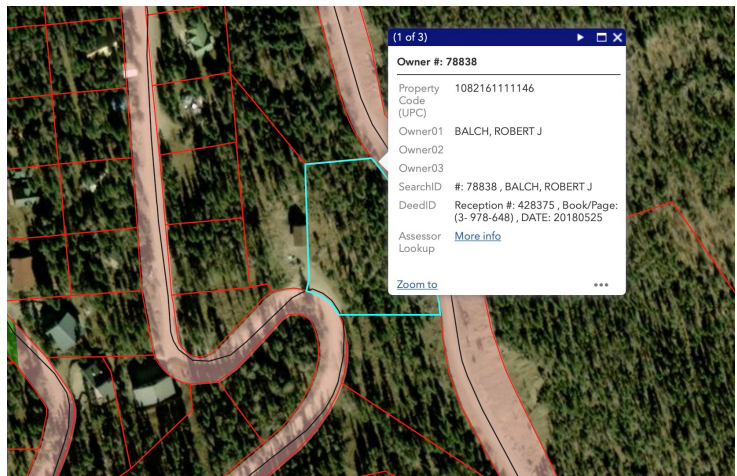 (1 of 3)
Owner #: 78838
Property Code (UPC) 1082161111146
Owner01 BALCH, ROBERT J
Owner02
Owner03
SearchID #: 78838 , BALCH, ROBERT J
DeedID Reception #: 428375 , Book/Page:
(3- 978-648) , DATE: 20180525
Assessor Lookup More info
Zoom to